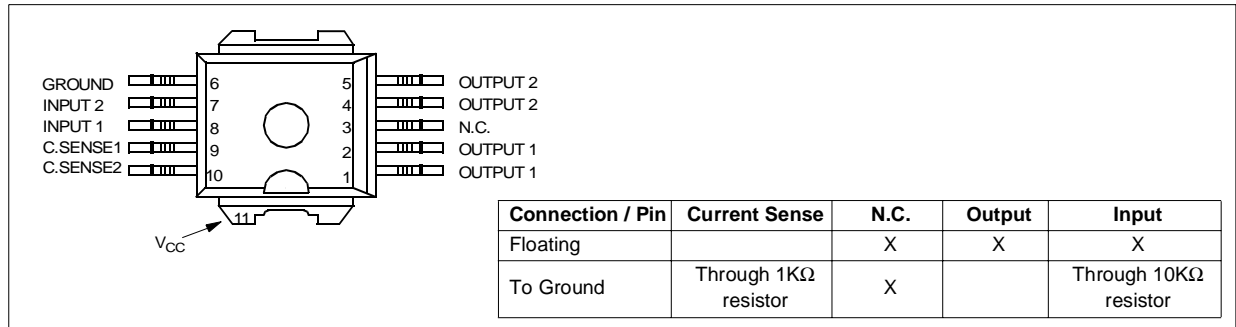 GROUND 6 5 OUTPUT 2
INPUT 2 7 4 OUTPUT 2
INPUT 1 8 3 N.C.
C.SENSE1 9 2 OUTPUT 1
C.SENSE2 10 1 OUTPUT 1
11
VCC
Connection / Pin Current Sense N.C. Output Input
Floating X X X
To Ground Through 1KΩ resistor X Through 10KΩ resistor